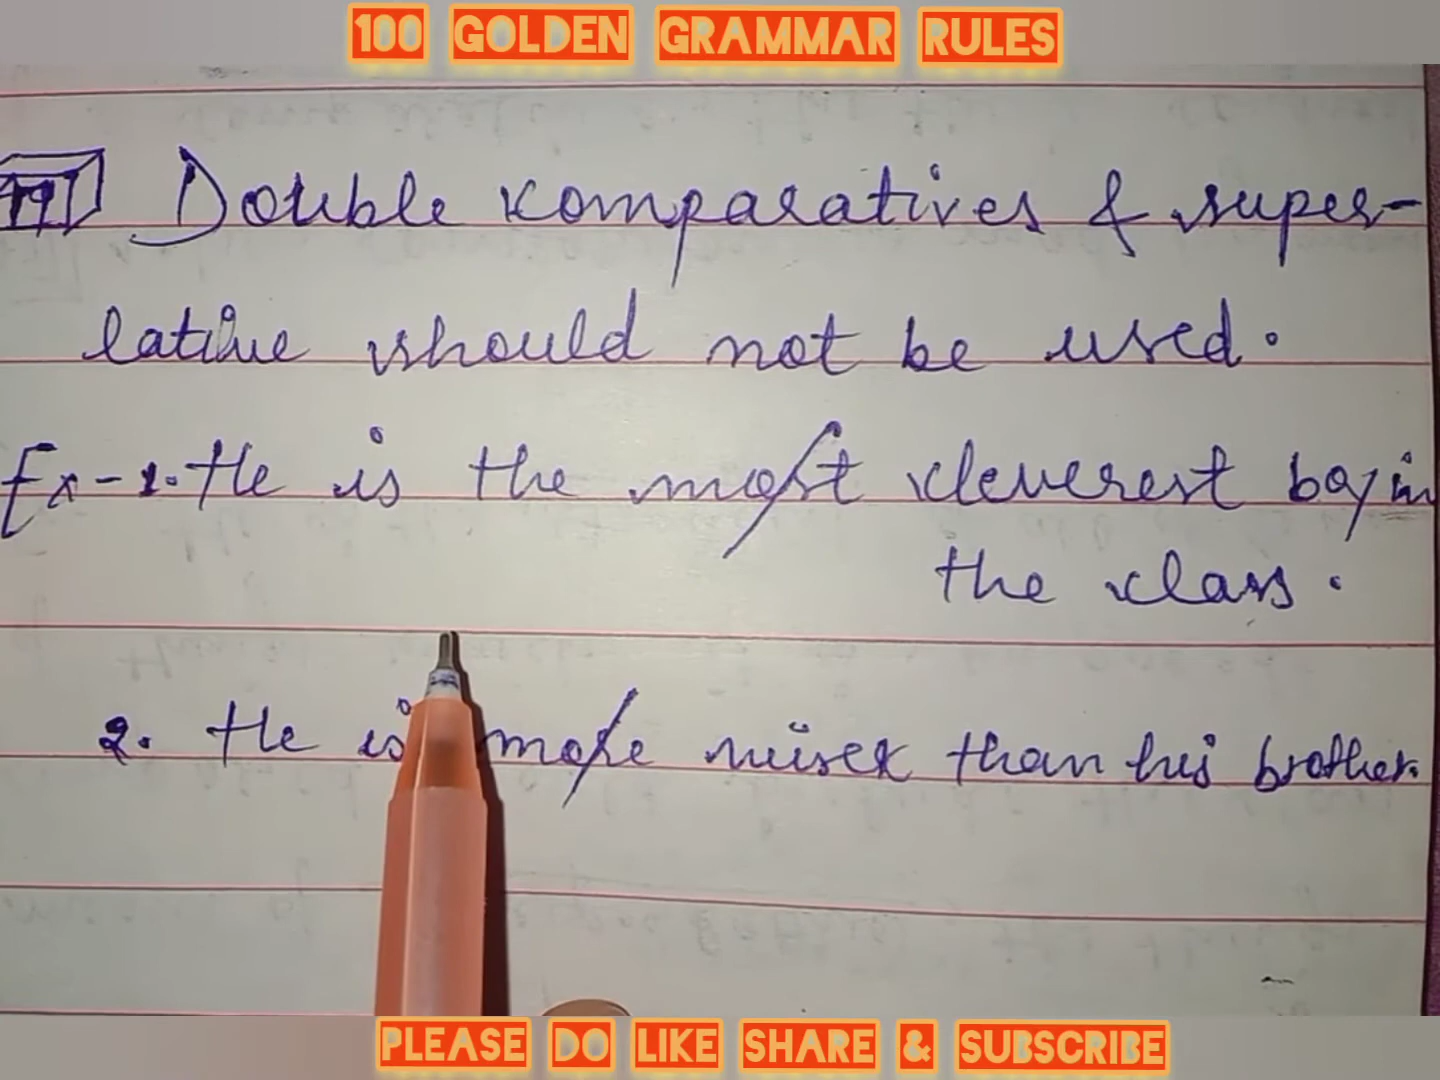 100 GOLDEN GRAMMAR RULES
19 Double comparatives & super-
lative should not be used.
Ex-1. He is the most cleverest boy in
the class.
2. He is more wiser than his brother.
PLEASE DO LIKE SHARE & SUBSCRIBE